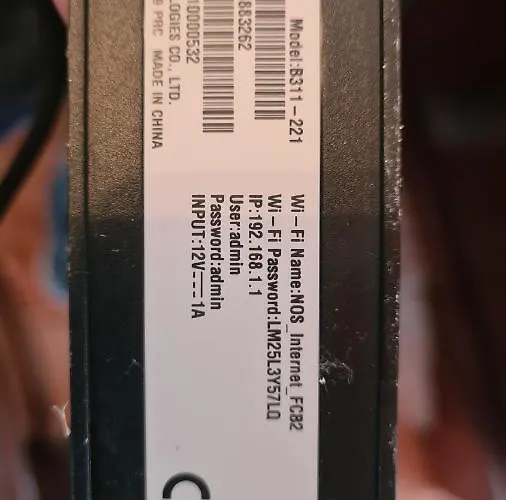 Model:B311-221
883262
10000532
LOGIES CO., LTD.
PRC MADE IN CHINA
Wi-Fi Name:NOS_Internet_FCB2
Wi-Fi Password:LM25L3Y57LQ
IP:192.168.1.1
User:admin
Password:admin
INPUT:12V⎓1A